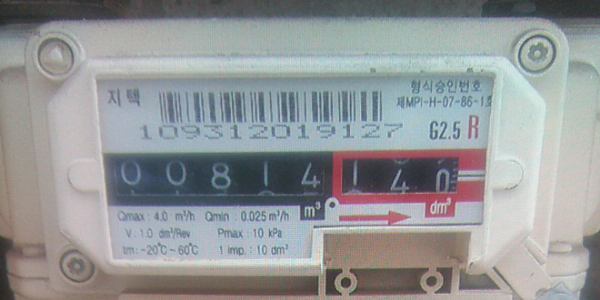 지 텍
형식승인번호
제MPI-H-07-86-1호
109312019127
G2.5 R
00814 140
m³
dm³
Qmax : 4.0 m³/h Qmin : 0.025 m³/h
V : 1.0 dm³/Rev Pmax : 10 kPa
tm: -20℃~60℃ 1 imp. : 10 dm³